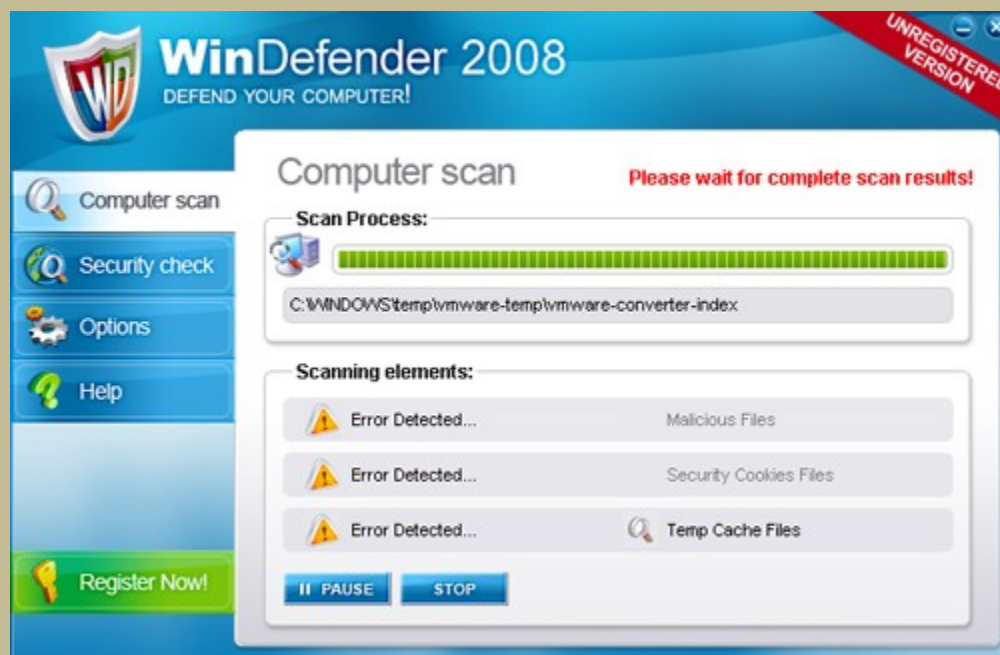 WD
WinDefender 2008
DEFEND YOUR COMPUTER!
UNREGISTERED
VERSION
Computer scan
Security check
Options
Help
Register Now!
Computer scan
Please wait for complete scan results!
Scan Process:
C:\WINDOWS\temp\vmware-temp\vmware-converter-index
Scanning elements:
Error Detected... Malicious Files
Error Detected... Security Cookies Files
Error Detected... Temp Cache Files
PAUSE STOP